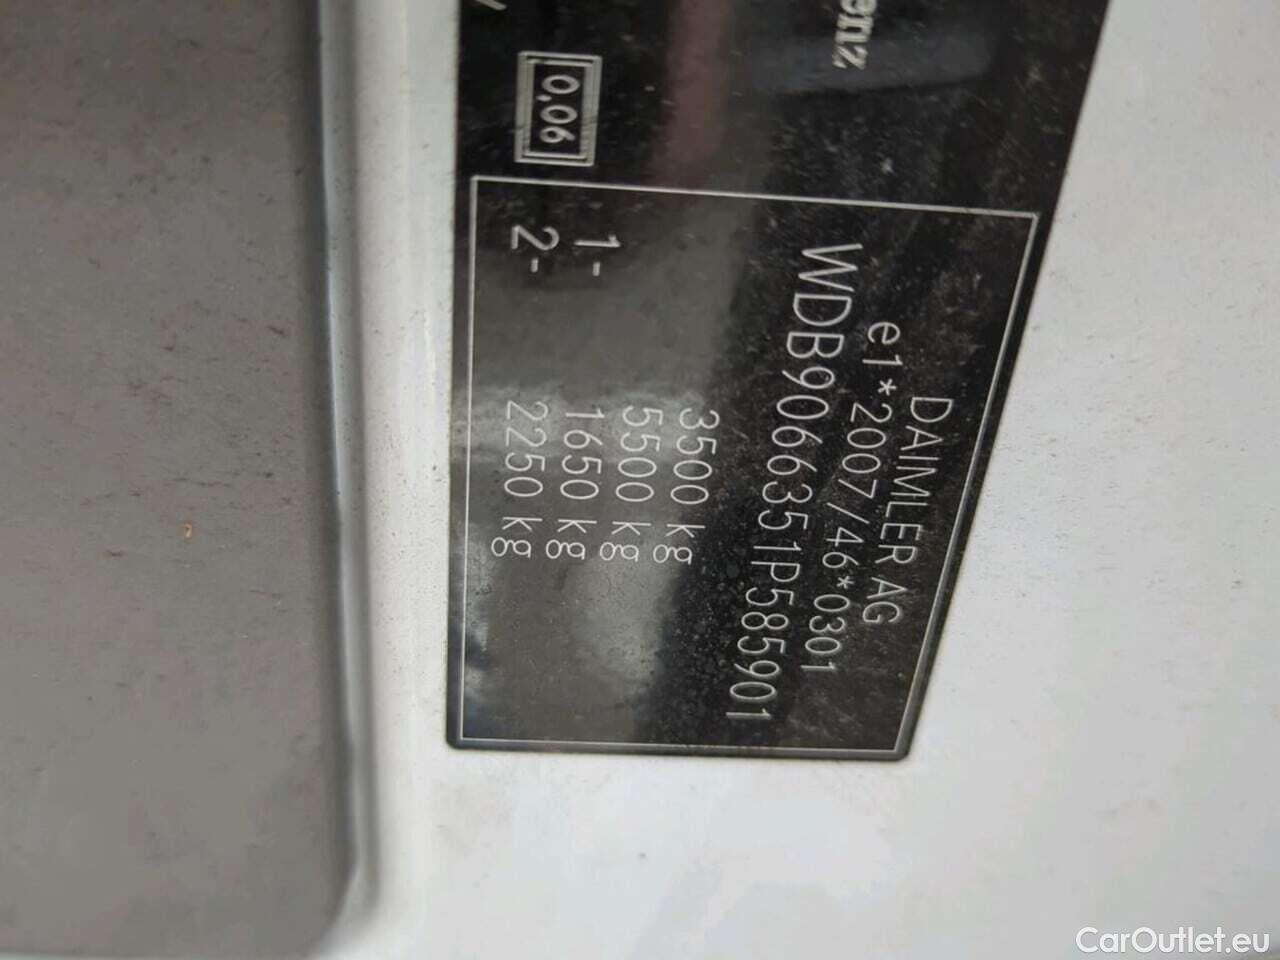 enz
0,06
DAIMLER AG
e1*2007/46*0301
WDB9066351P585901
3500 kg
5500 kg
1- 1650 kg
2- 2250 kg
CarOutlet.eu